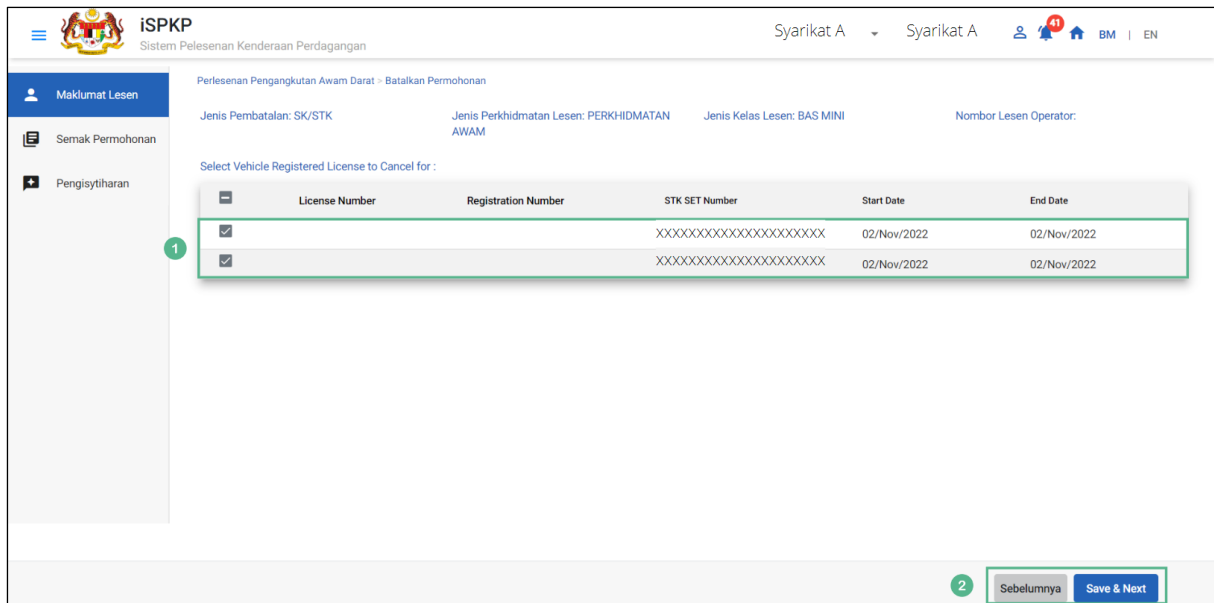 iSPKP
Sistem Pelesenan Kenderaan Perdagangan
Syarikat A Syarikat A 41 BM | EN
Maklumat Lesen
Semak Permohonan
Pengisytiharan
Perlesenan Pengangkutan Awam Darat > Batalkan Permohonan
Jenis Pembatalan: SK/STK Jenis Perkhidmatan Lesen: PERKHIDMATAN AWAM Jenis Kelas Lesen: BAS MINI Nombor Lesen Operator:
Select Vehicle Registered License to Cancel for :
License Number Registration Number STK SET Number Start Date End Date
1
XXXXXXXXXXXXXXXXXXXXX 02/Nov/2022 02/Nov/2022
XXXXXXXXXXXXXXXXXXXXX 02/Nov/2022 02/Nov/2022
2
Sebelumnya Save & Next